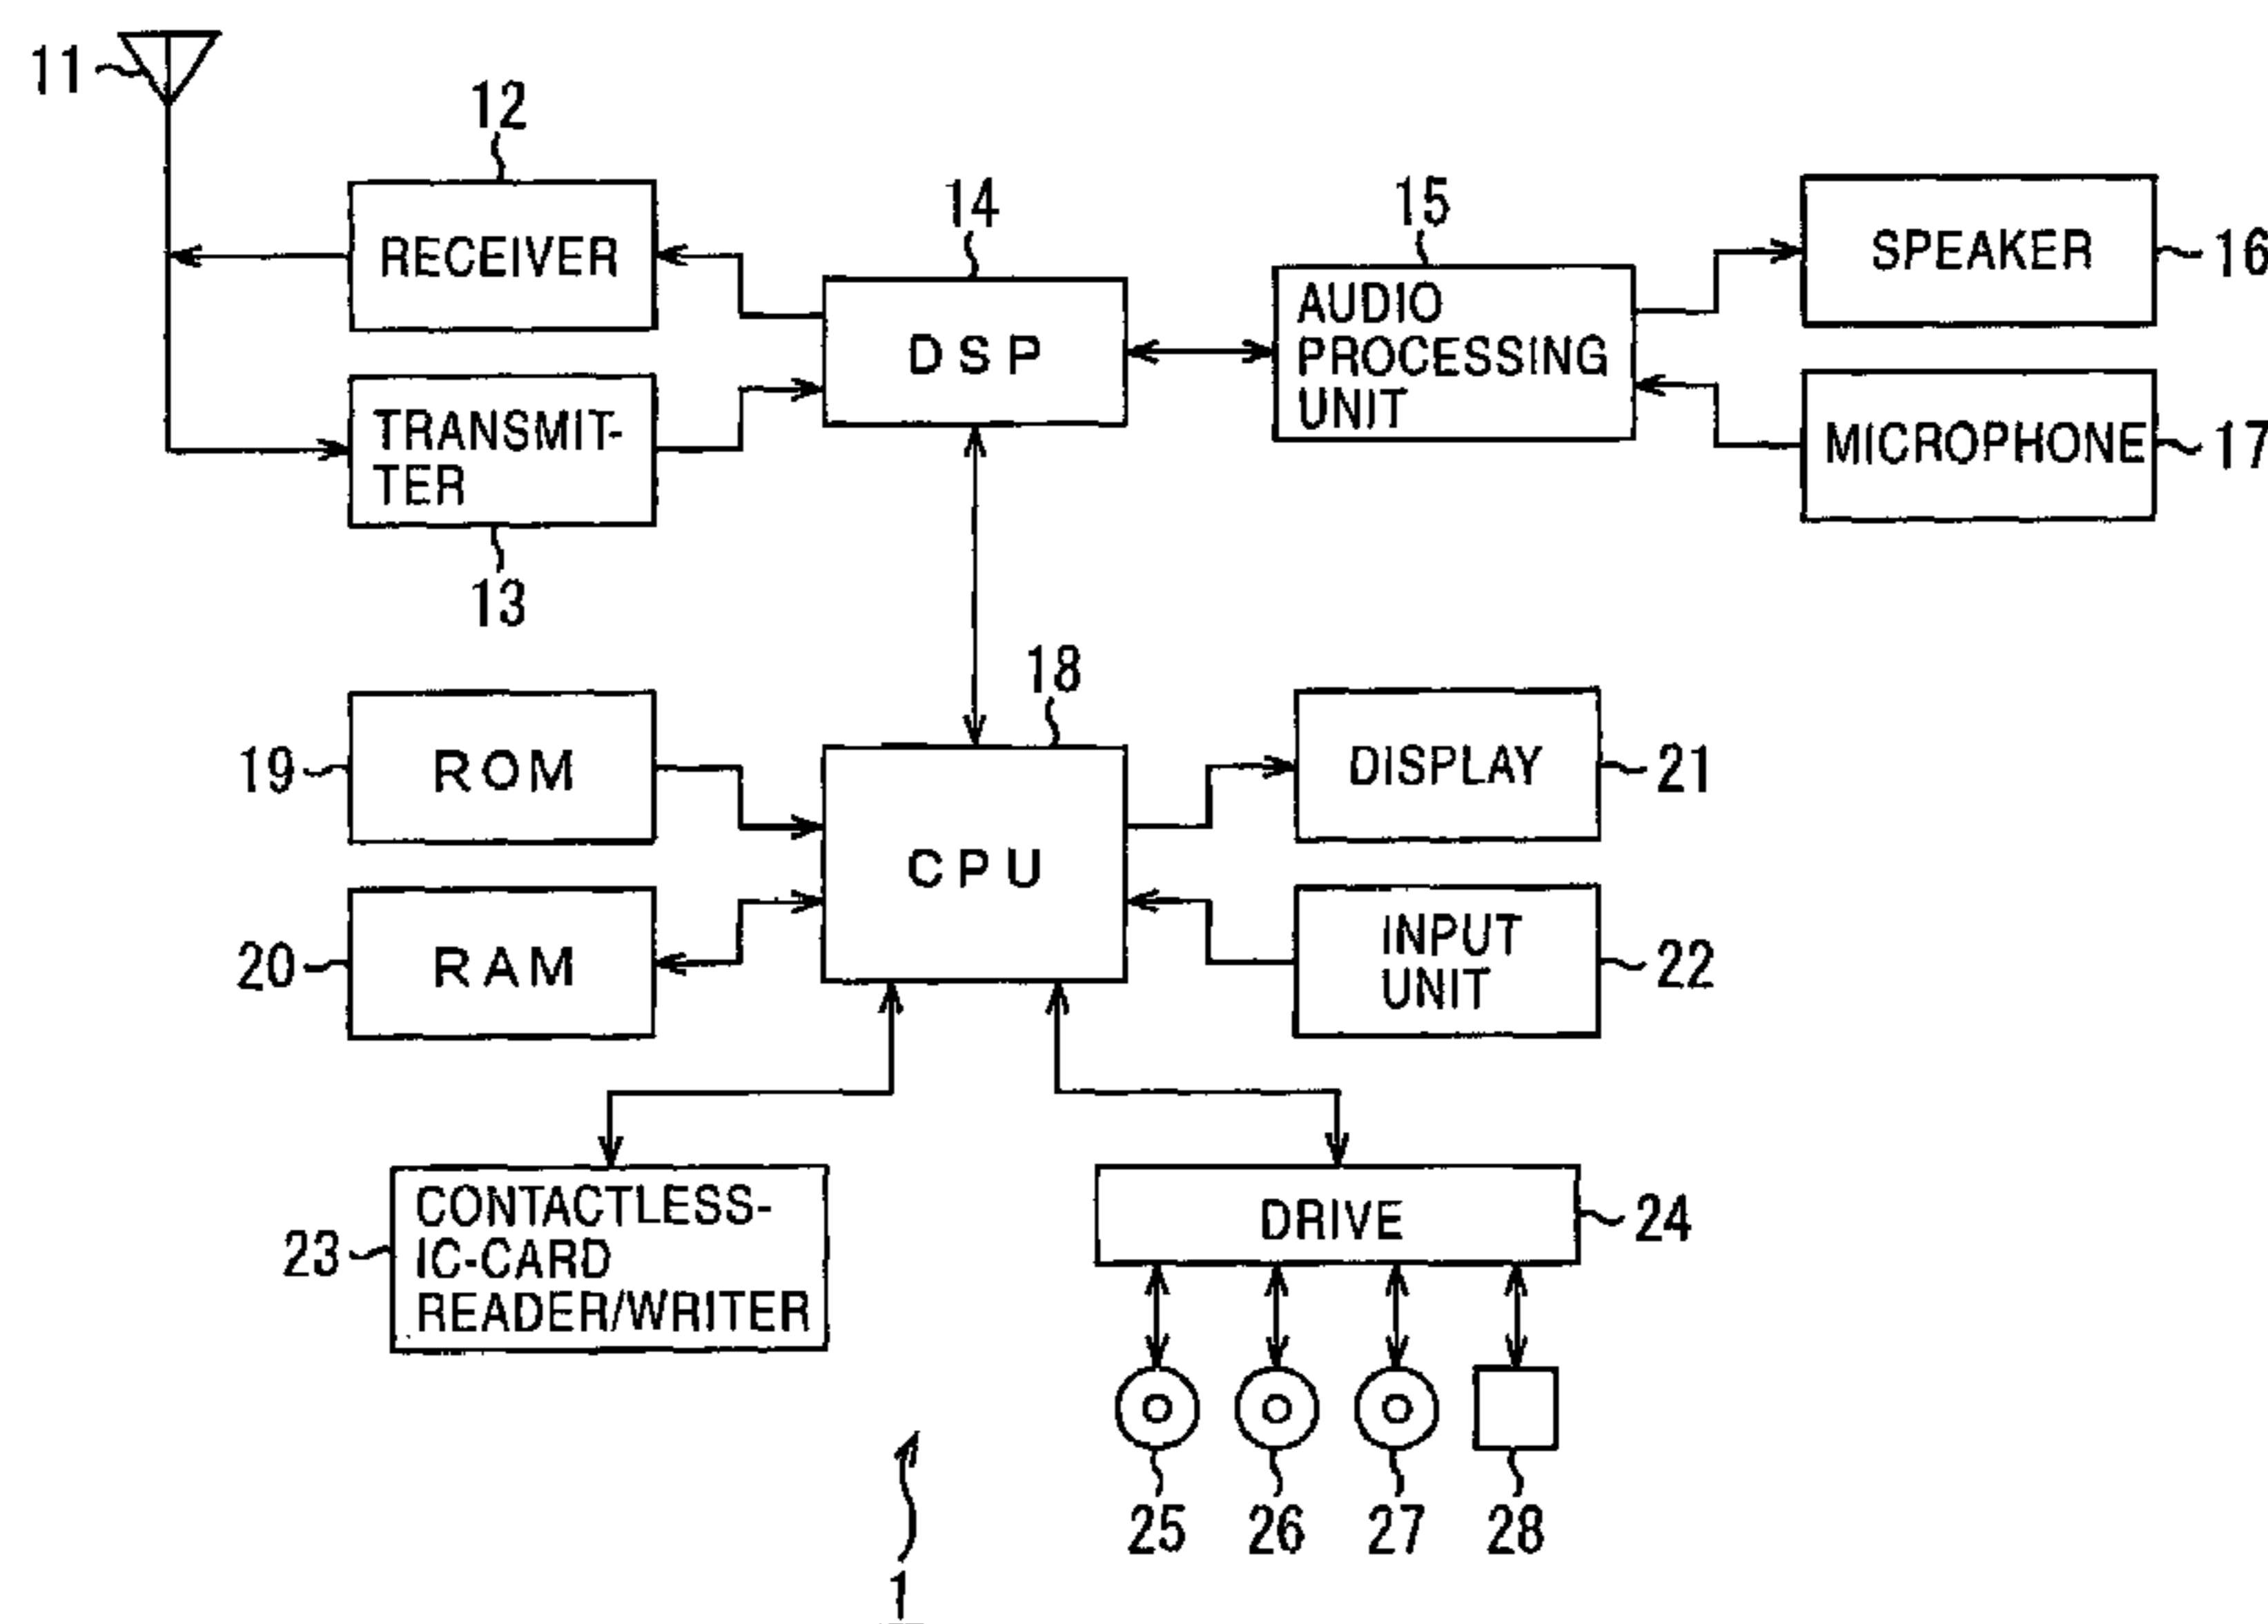 11
12
RECEIVER
13
TRANSMIT-
TER
14
DSP
15
AUDIO
PROCESSING
UNIT
SPEAKER
16
MICROPHONE
17
18
CPU
19
ROM
20
RAM
DISPLAY
21
INPUT
UNIT
22
23
CONTACTLESS-
IC-CARD
READER/WRITER
DRIVE
24
25
26
27
28
1